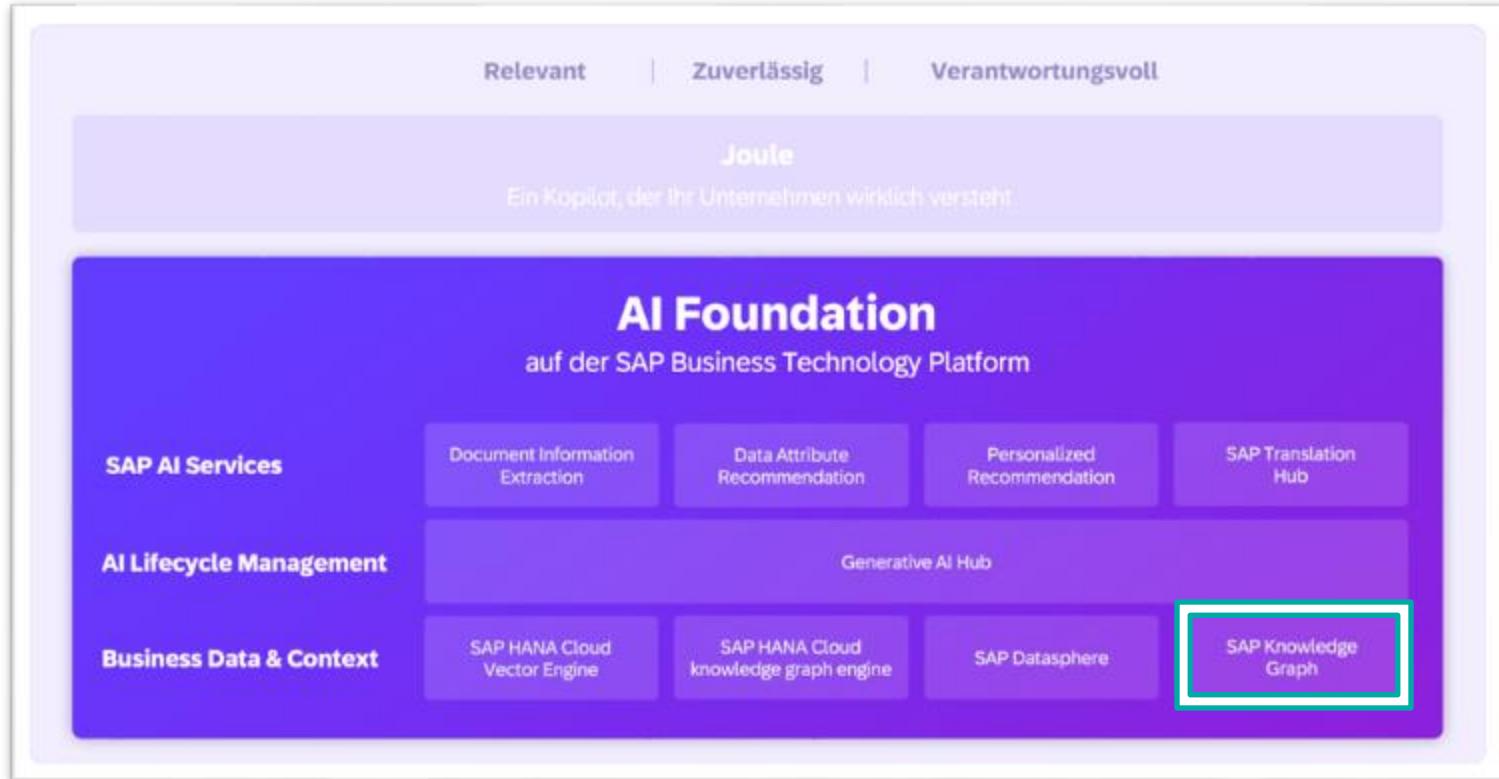 Relevant | Zuverlässig | Verantwortungsvoll
Joule
Ein Kopilot, der Ihr Unternehmen wirklich versteht
AI Foundation
auf der SAP Business Technology Platform
SAP AI Services
Document Information
Extraction
Data Attribute
Recommendation
Personalized
Recommendation
SAP Translation
Hub
AI Lifecycle Management
Generative AI Hub
Business Data & Context
SAP HANA Cloud
Vector Engine
SAP HANA Cloud
knowledge graph engine
SAP Datasphere
SAP Knowledge
Graph